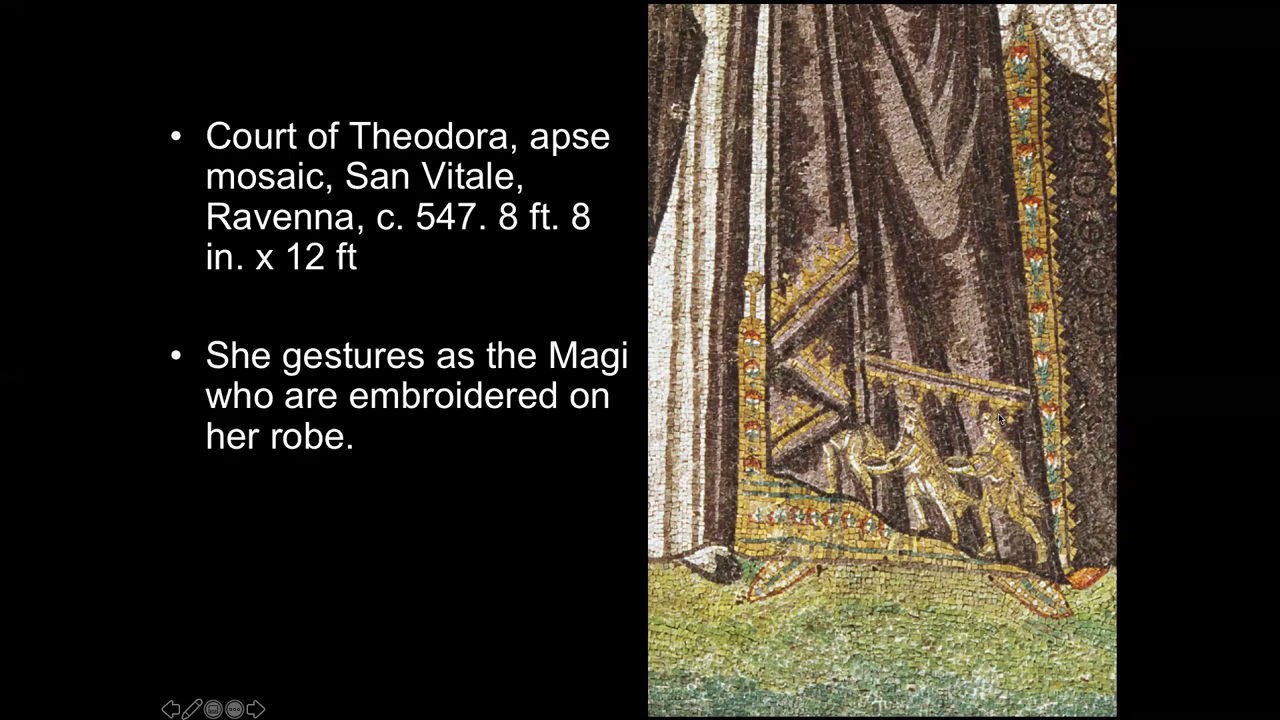 • Court of Theodora, apse
mosaic, San Vitale,
Ravenna, c. 547. 8 ft. 8
in. x 12 ft
• She gestures as the Magi
who are embroidered on
her robe.